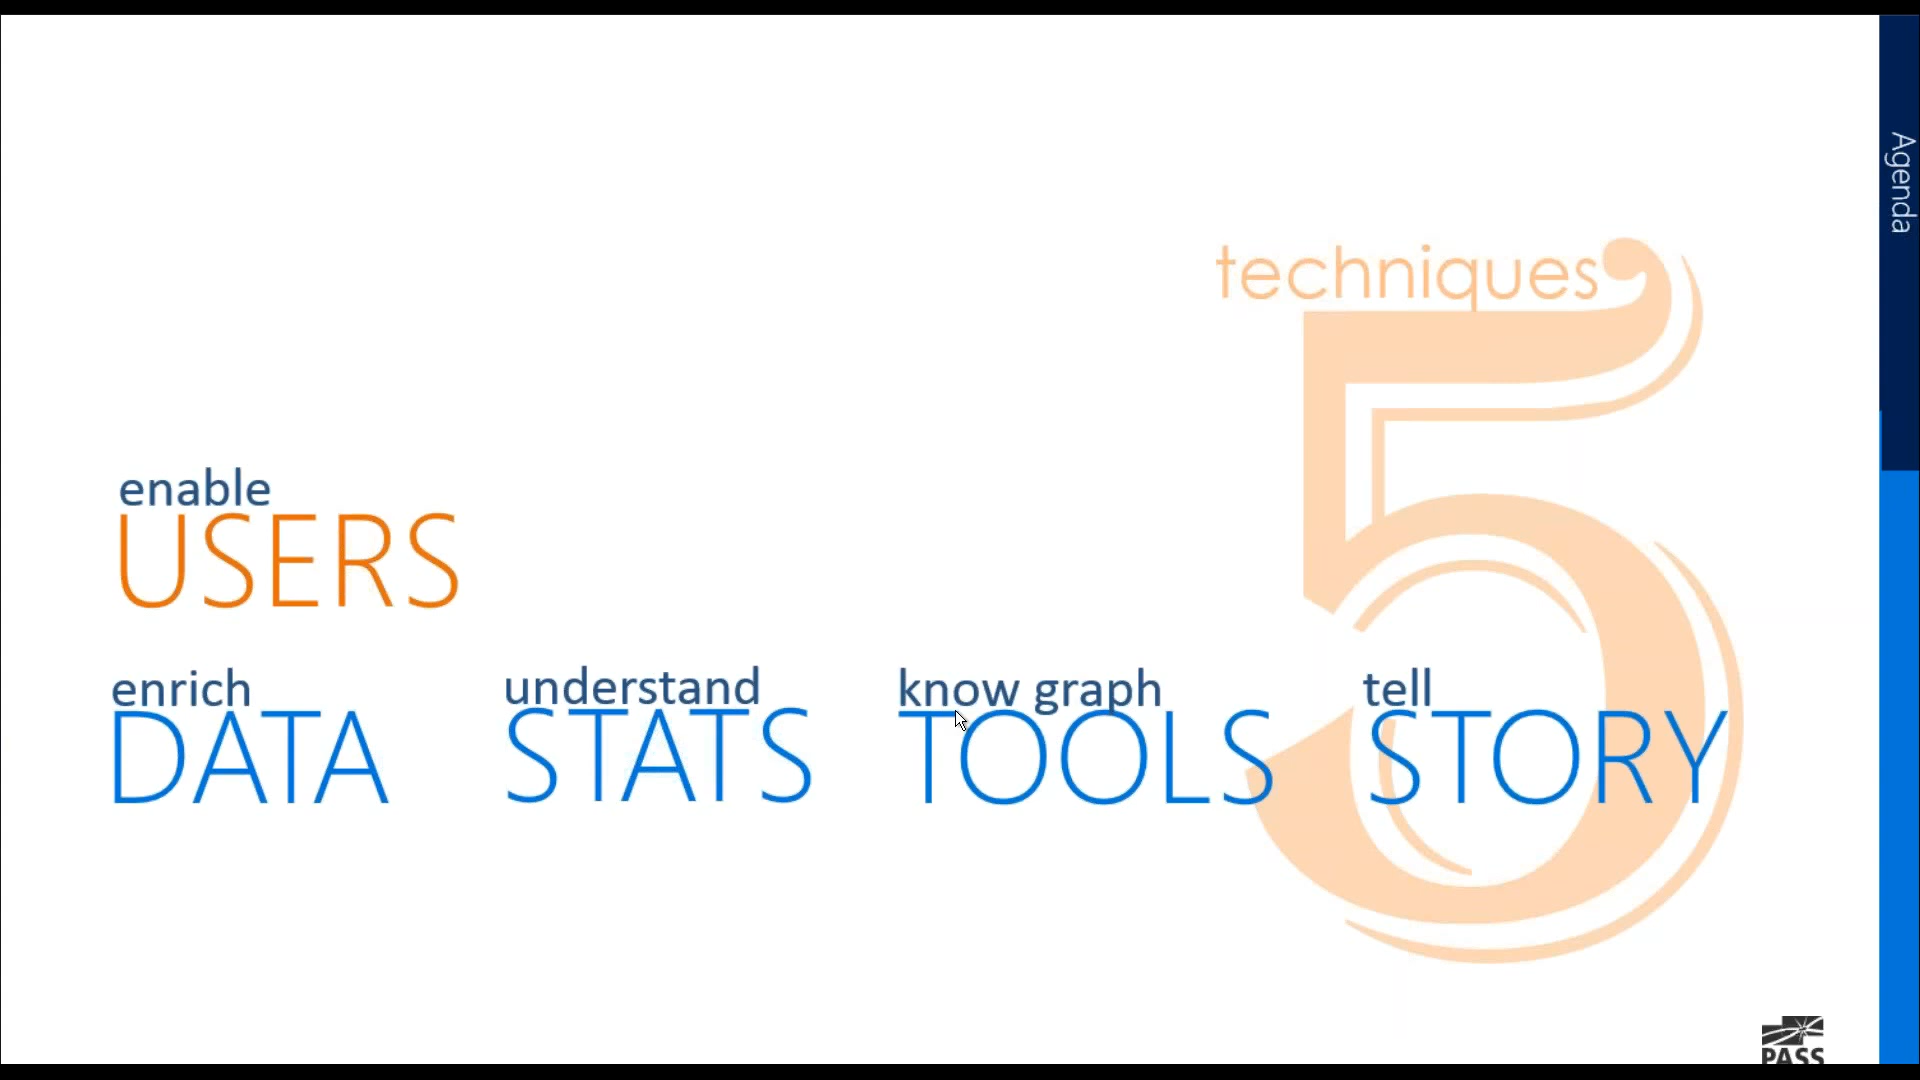 Agenda
techniques
5
enable
USERS
enrich
DATA
understand
STATS
know graph
TOOLS
tell
STORY
PASS